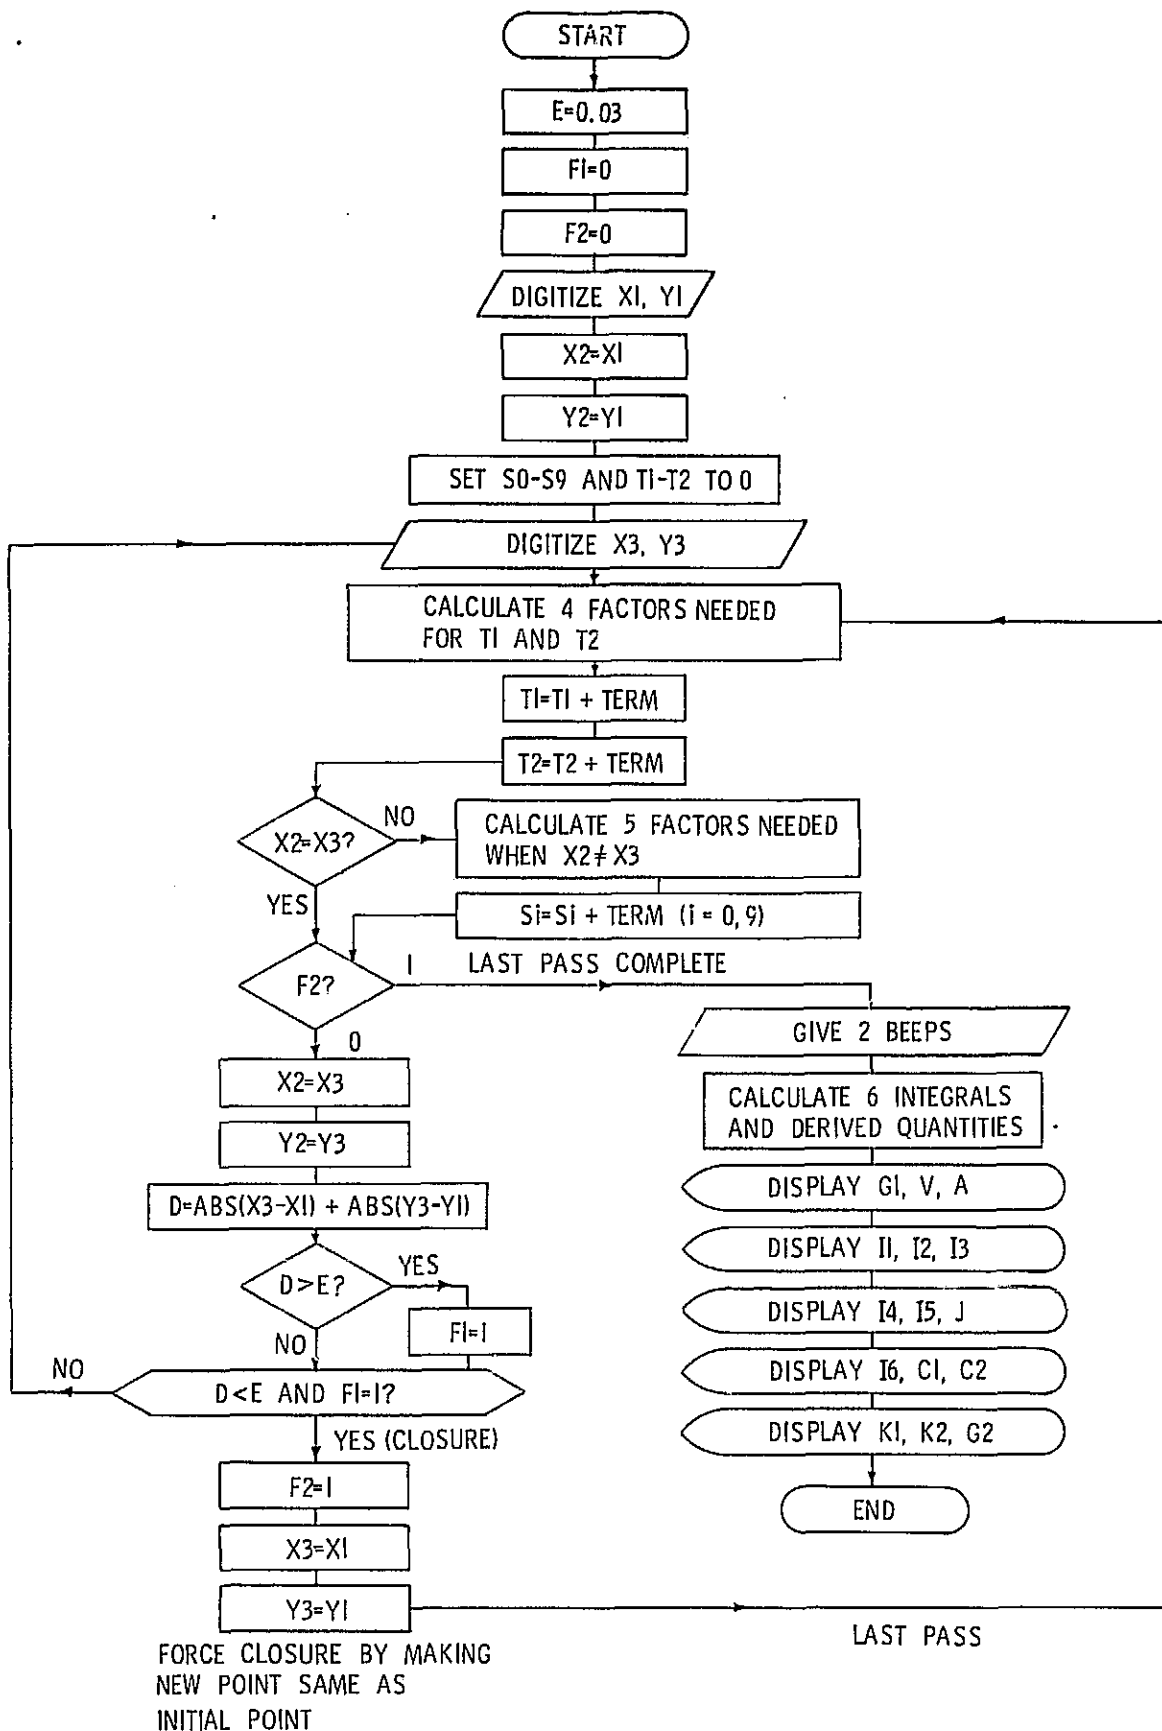 START
E=0.03
F1=0
F2=0
DIGITIZE X1, Y1
X2=X1
Y2=Y1
SET S0-S9 AND T1-T2 TO 0
DIGITIZE X3, Y3
CALCULATE 4 FACTORS NEEDED
FOR T1 AND T2
T1=T1 + TERM
T2=T2 + TERM
X2=X3?
NO
CALCULATE 5 FACTORS NEEDED
WHEN X2≠X3
YES
Si=Si + TERM (i = 0, 9)
F2?
1
LAST PASS COMPLETE
0
GIVE 2 BEEPS
X2=X3
CALCULATE 6 INTEGRALS
AND DERIVED QUANTITIES
Y2=Y3
DISPLAY G1, V, A
D=ABS(X3-X1) + ABS(Y3-Y1)
DISPLAY I1, I2, I3
D>E?
YES
F1=1
DISPLAY I4, I5, J
NO
NO
D<E AND F1=1?
DISPLAY I6, C1, C2
YES (CLOSURE)
DISPLAY K1, K2, G2
F2=1
END
X3=X1
Y3=Y1
LAST PASS
FORCE CLOSURE BY MAKING
NEW POINT SAME AS
INITIAL POINT